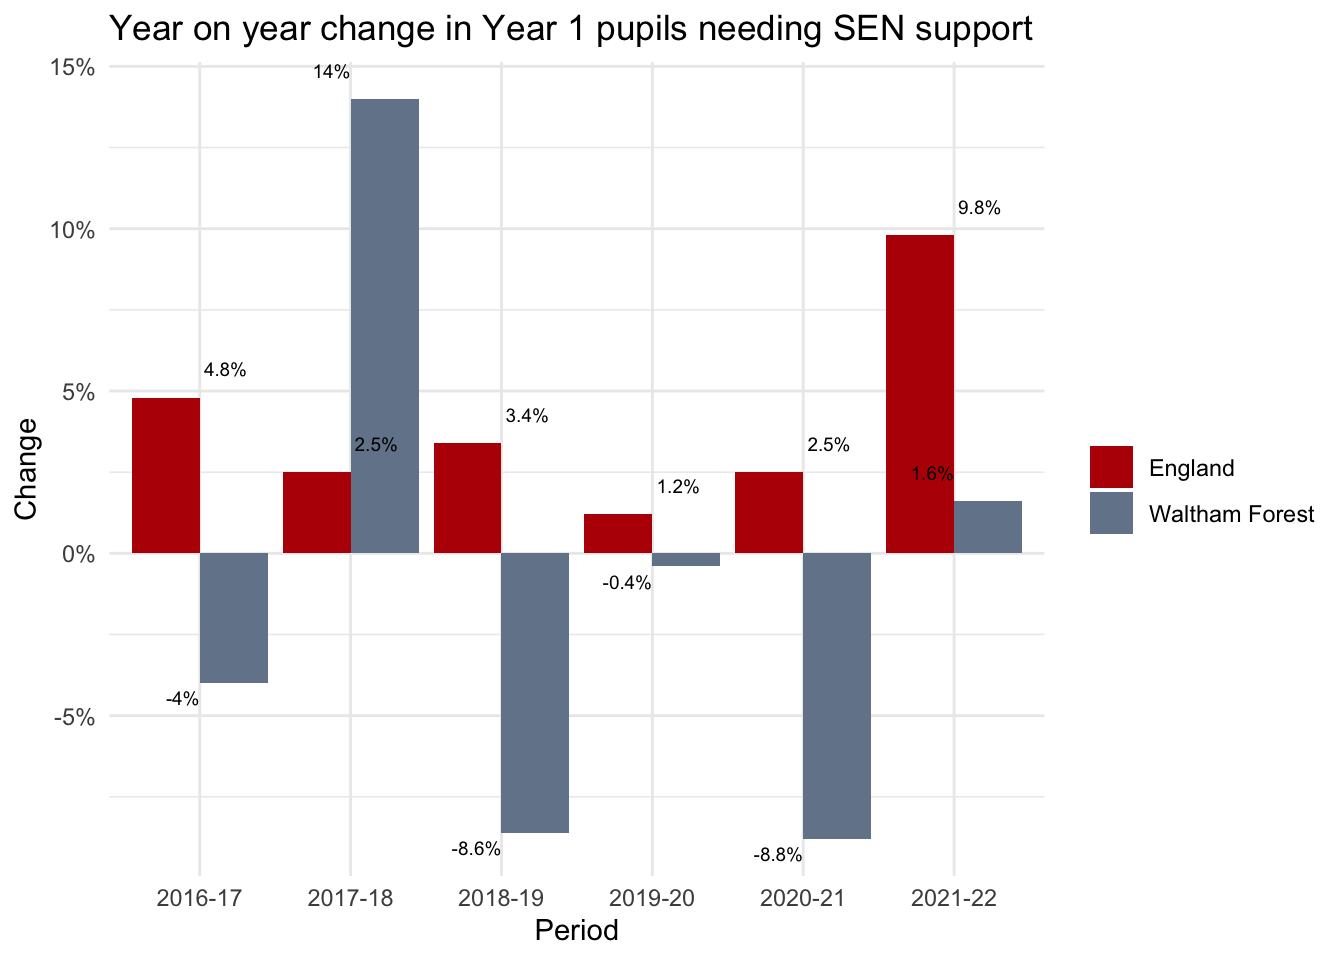 Year on year change in Year 1 pupils needing SEN support
15%
10%
5%
0%
-5%
Change
14%
9.8%
4.8%
2.5%
3.4%
2.5%
1.2%
1.6%
-0.4%
-4%
-8.6%
-8.8%
England
Waltham Forest
2016-17 2017-18 2018-19 2019-20 2020-21 2021-22
Period